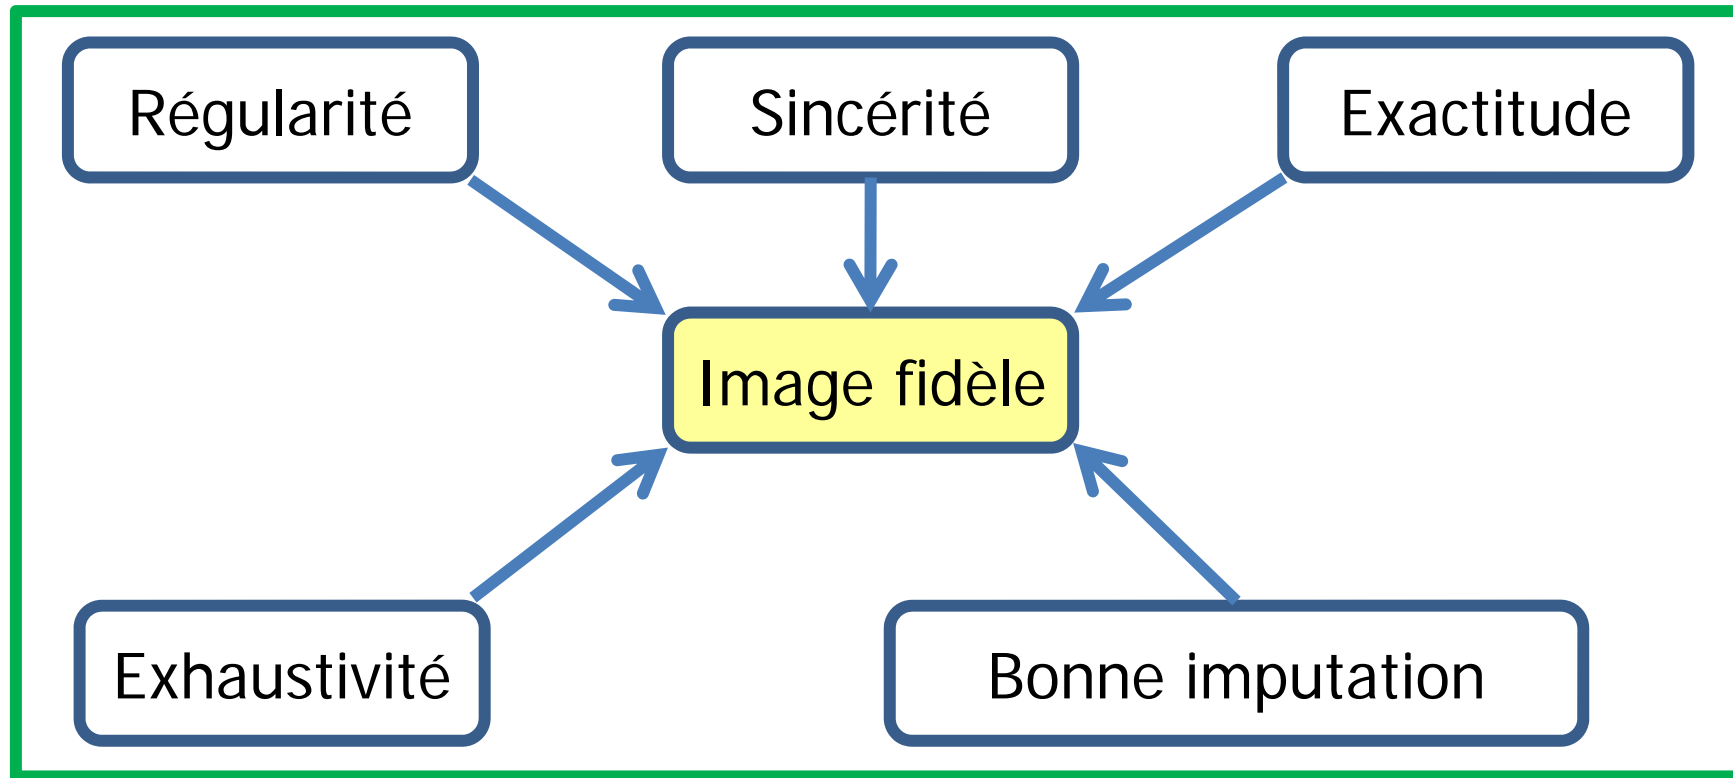 Régularité
Sincérité
Exactitude
Image fidèle
Exhaustivité
Bonne imputation